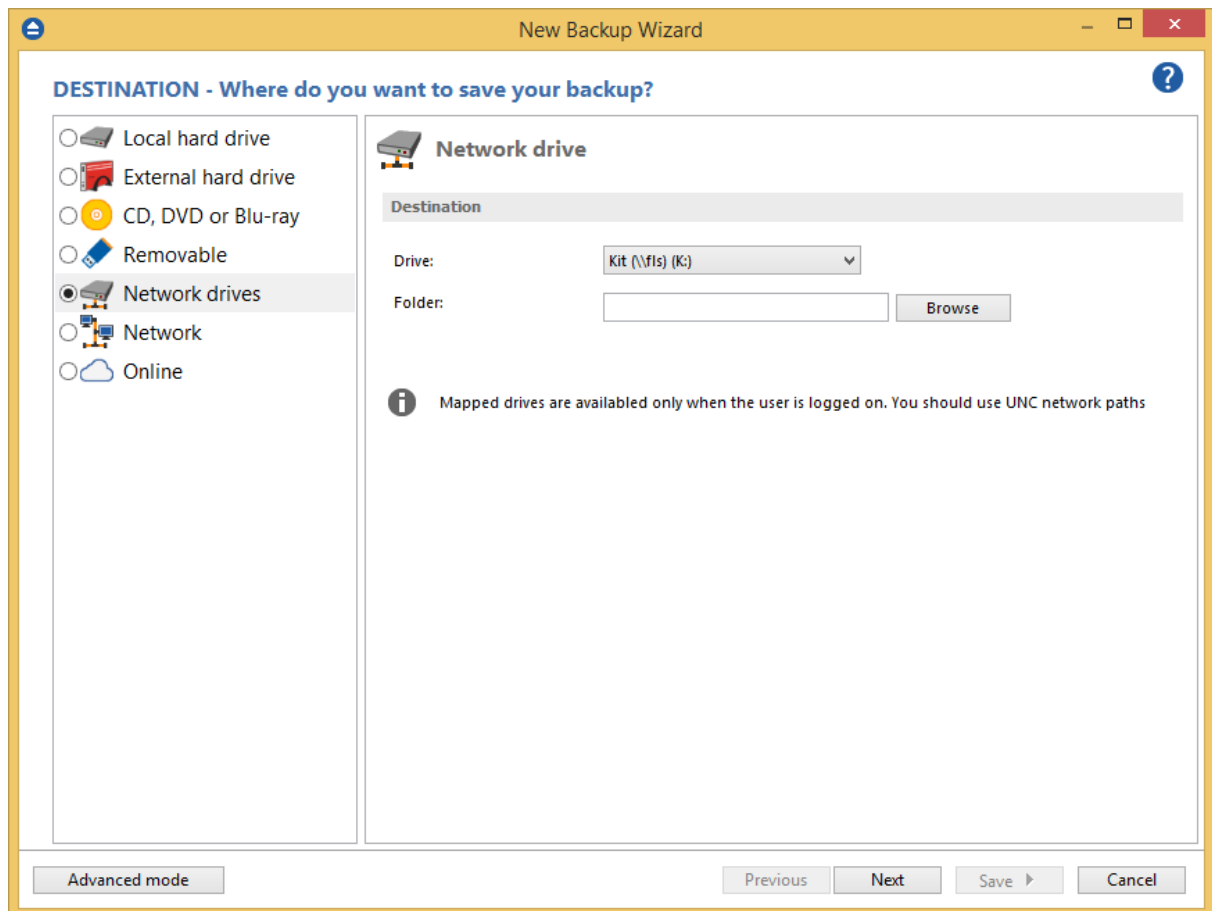 New Backup Wizard
DESTINATION - Where do you want to save your backup?
?
Local hard drive
External hard drive
CD, DVD or Blu-ray
Removable
Network drives
Network
Online
Network drive
Destination
Drive:
Kit (\\fls) (K:)
Folder:
Browse
Mapped drives are availabled only when the user is logged on. You should use UNC network paths
Advanced mode
Previous
Next
Save
Cancel